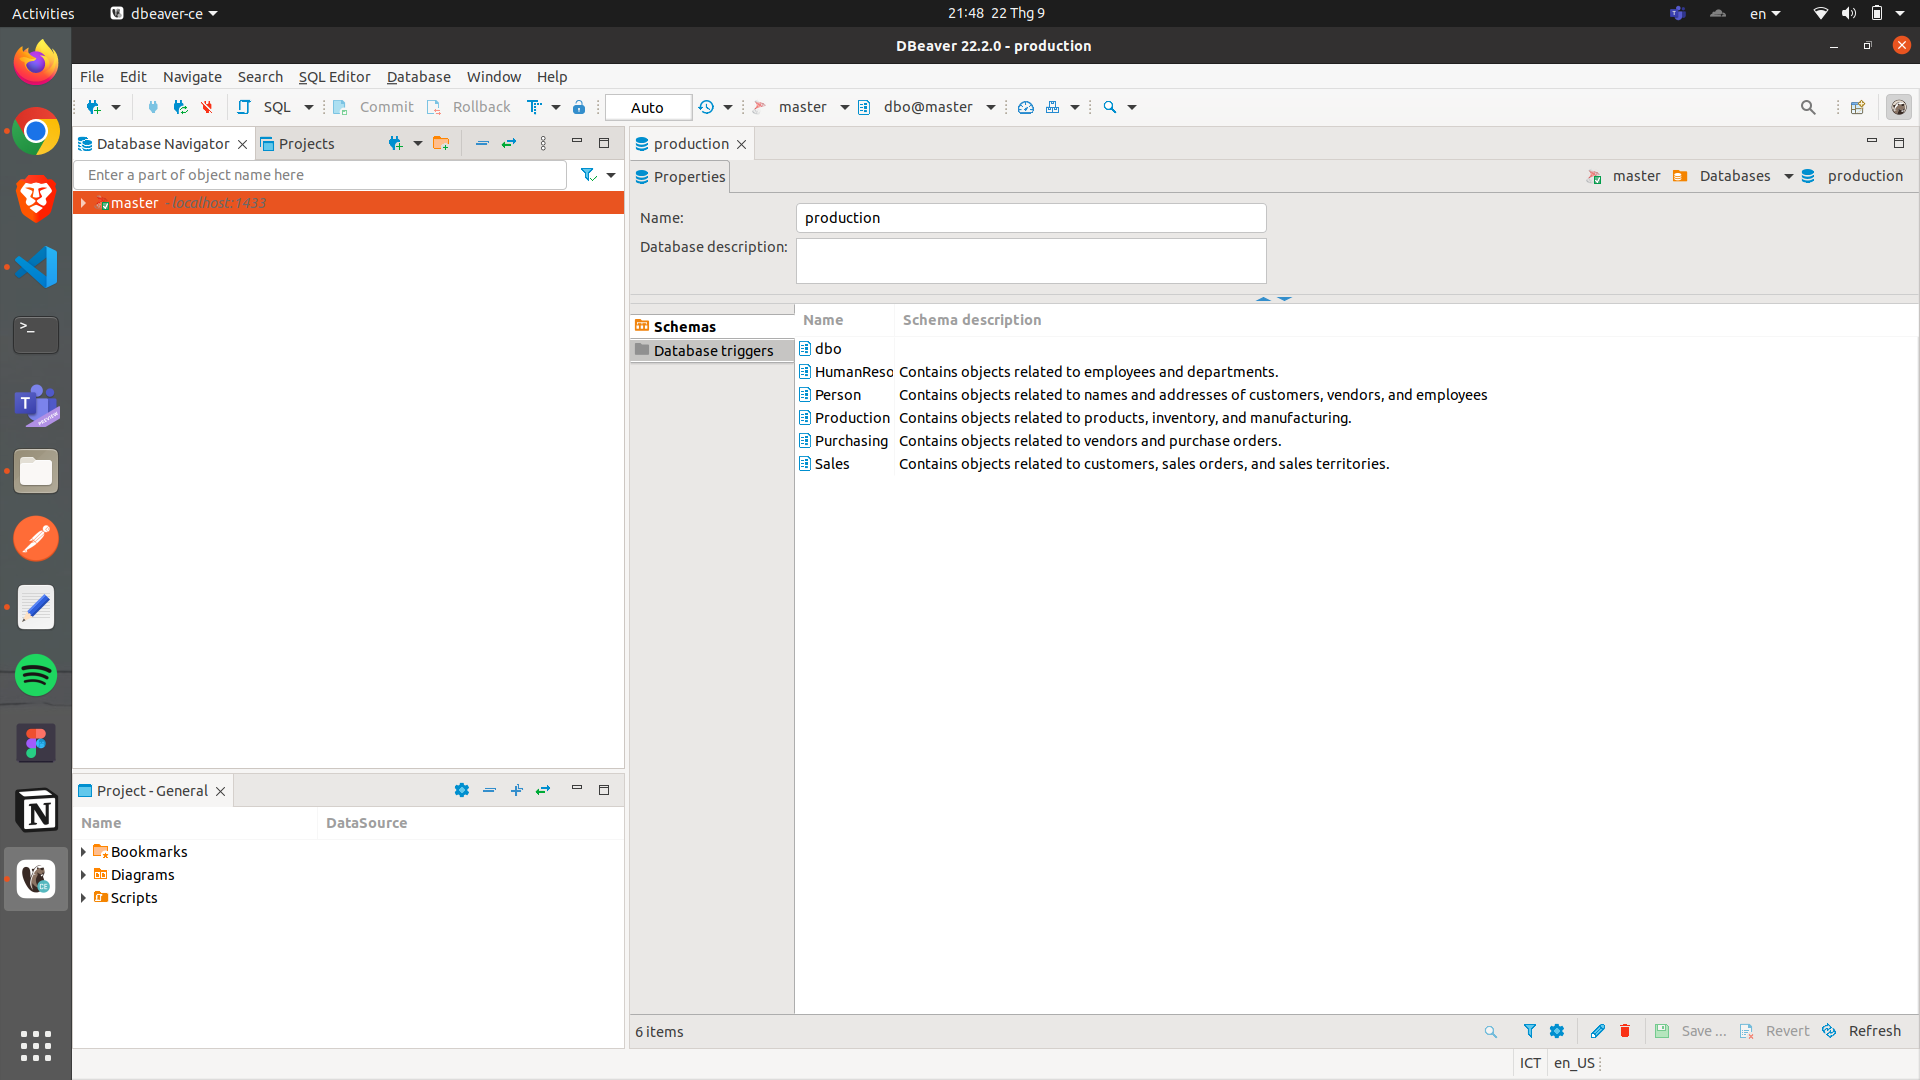 Activities dbeaver-ce 21:48 22 Thg 9 en
DBeaver 22.2.0 - production
File Edit Navigate Search SQL Editor Database Window Help
SQL Commit Rollback Auto master dbo@master
Database Navigator Projects
Enter a part of object name here
master - localhost:1433
production
Properties master Databases production
Name: production
Database description:
Schemas
Database triggers
Name Schema description
dbo
HumanReso Contains objects related to employees and departments.
Person Contains objects related to names and addresses of customers, vendors, and employees
Production Contains objects related to products, inventory, and manufacturing.
Purchasing Contains objects related to vendors and purchase orders.
Sales Contains objects related to customers, sales orders, and sales territories.
6 items Save ... Revert Refresh
Project - General
Name DataSource
Bookmarks
Diagrams
Scripts
ICT en_US